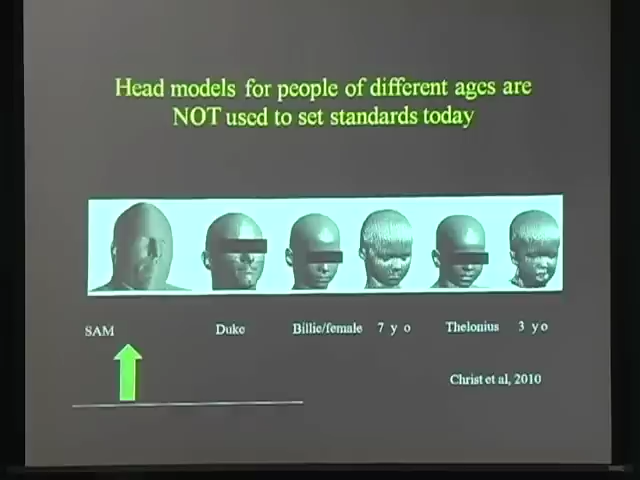 Head models for people of different ages are
NOT used to set standards today
SAM Duke Billie/female 7 y o Thelonius 3 yo
Christ et al, 2010